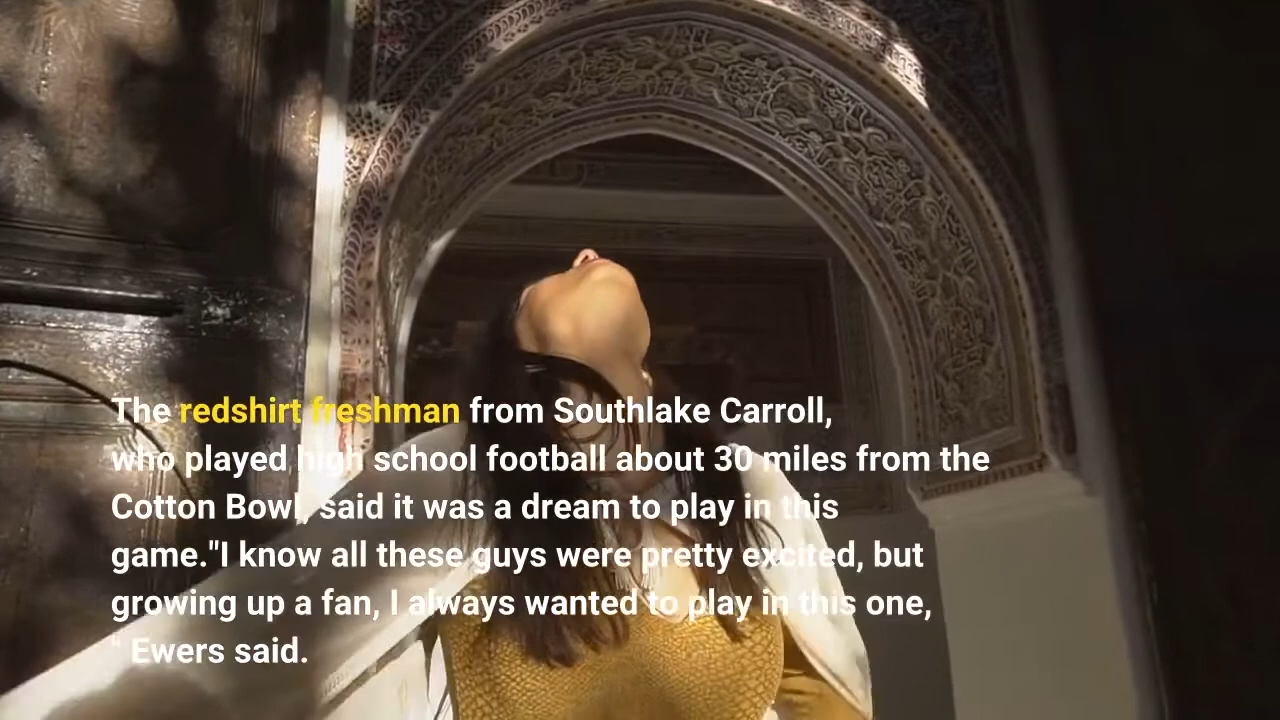 The redshirt freshman from Southlake Carroll,
who played high school football about 30 miles from the
Cotton Bowl, said it was a dream to play in this
game."I know all these guys were pretty excited, but
growing up a fan, I always wanted to play in this one,
" Ewers said.